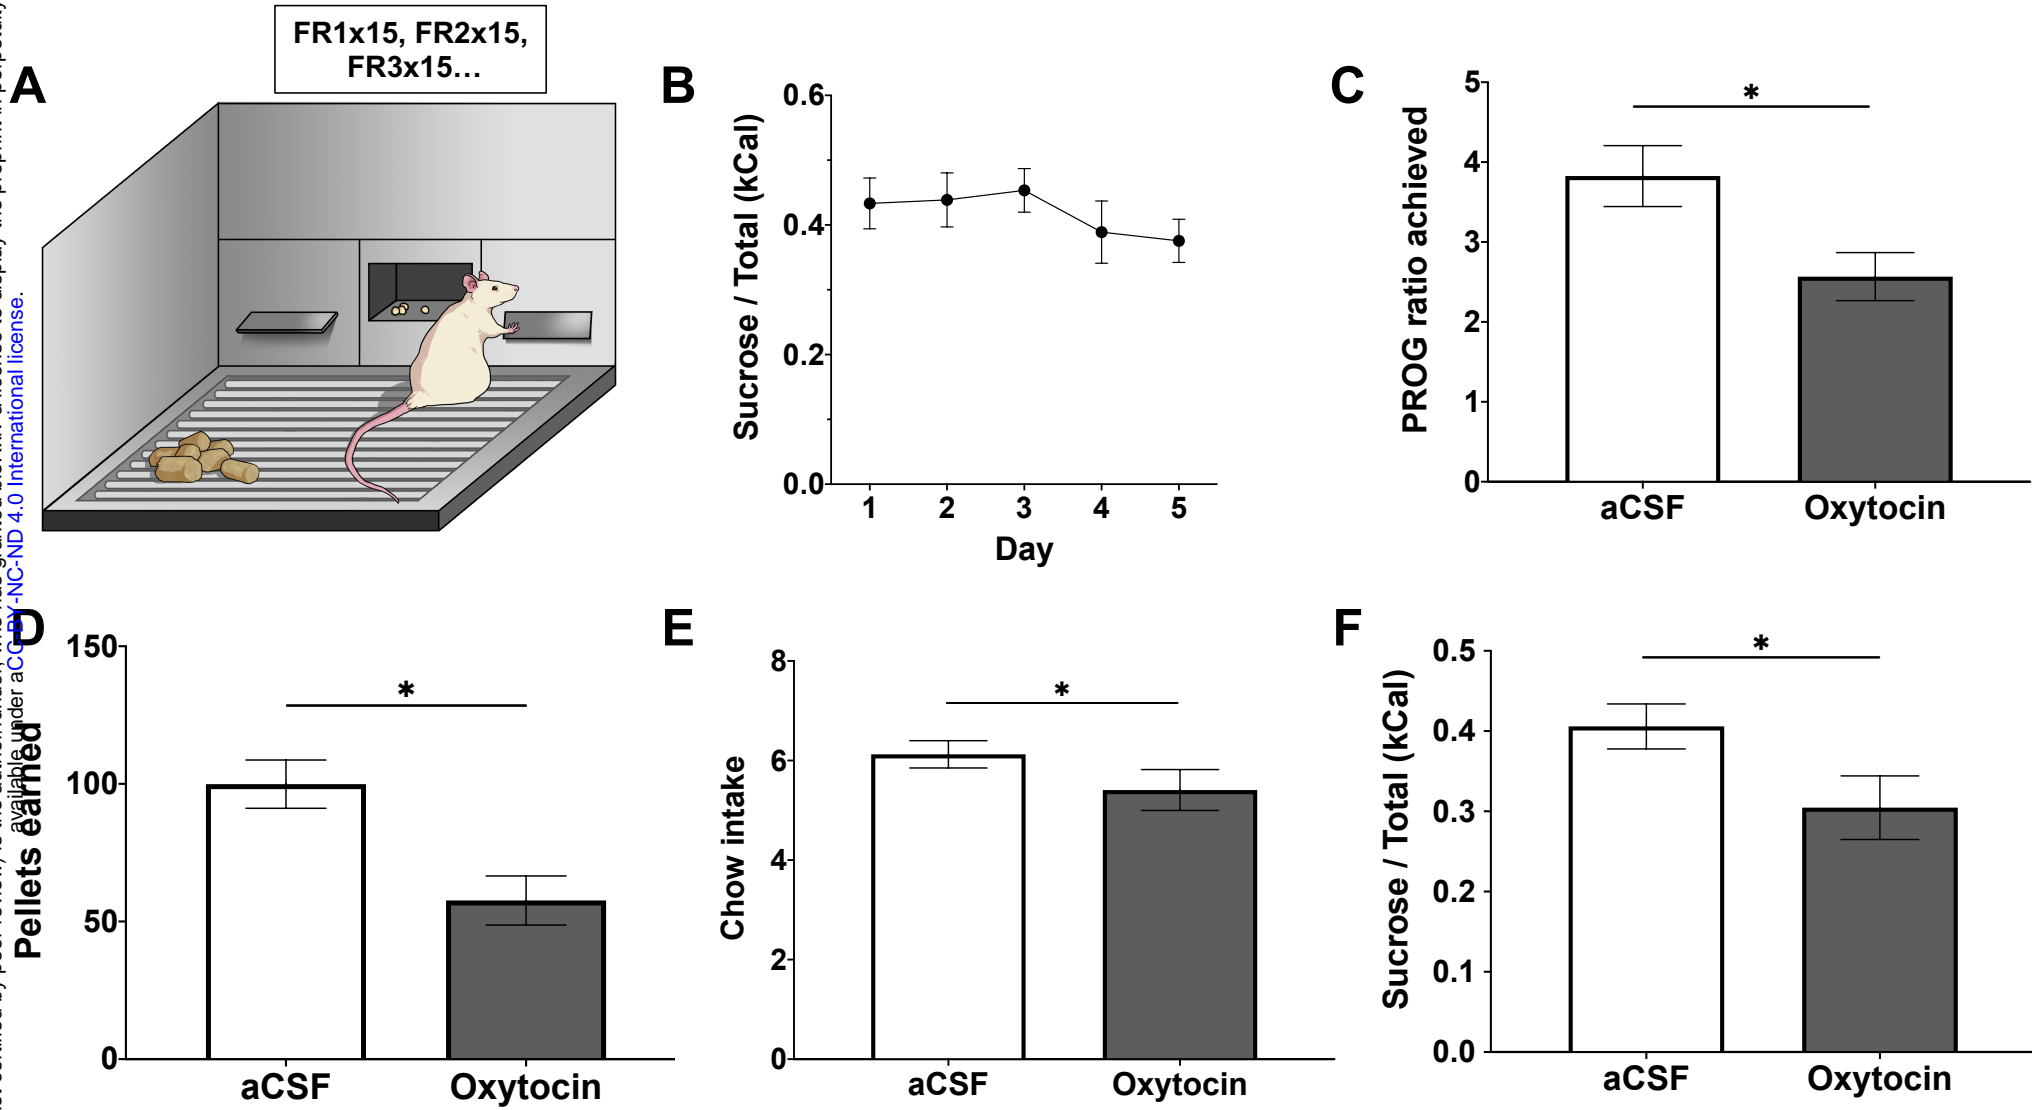 FR1x15, FR2x15,
FR3x15...
A
B
Sucrose / Total (kCal)
0.6
0.4
0.2
0.0
1 2 3 4 5
Day
C
PROG ratio achieved
5
4
3
2
1
0
*
aCSF Oxytocin
D
Pellets earned
150
100
50
0
*
aCSF Oxytocin
E
Chow intake
8
6
4
2
0
*
aCSF Oxytocin
F
Sucrose / Total (kCal)
0.5
0.4
0.3
0.2
0.1
0.0
*
aCSF Oxytocin
available under aCC-BY-NC-ND 4.0 International license.